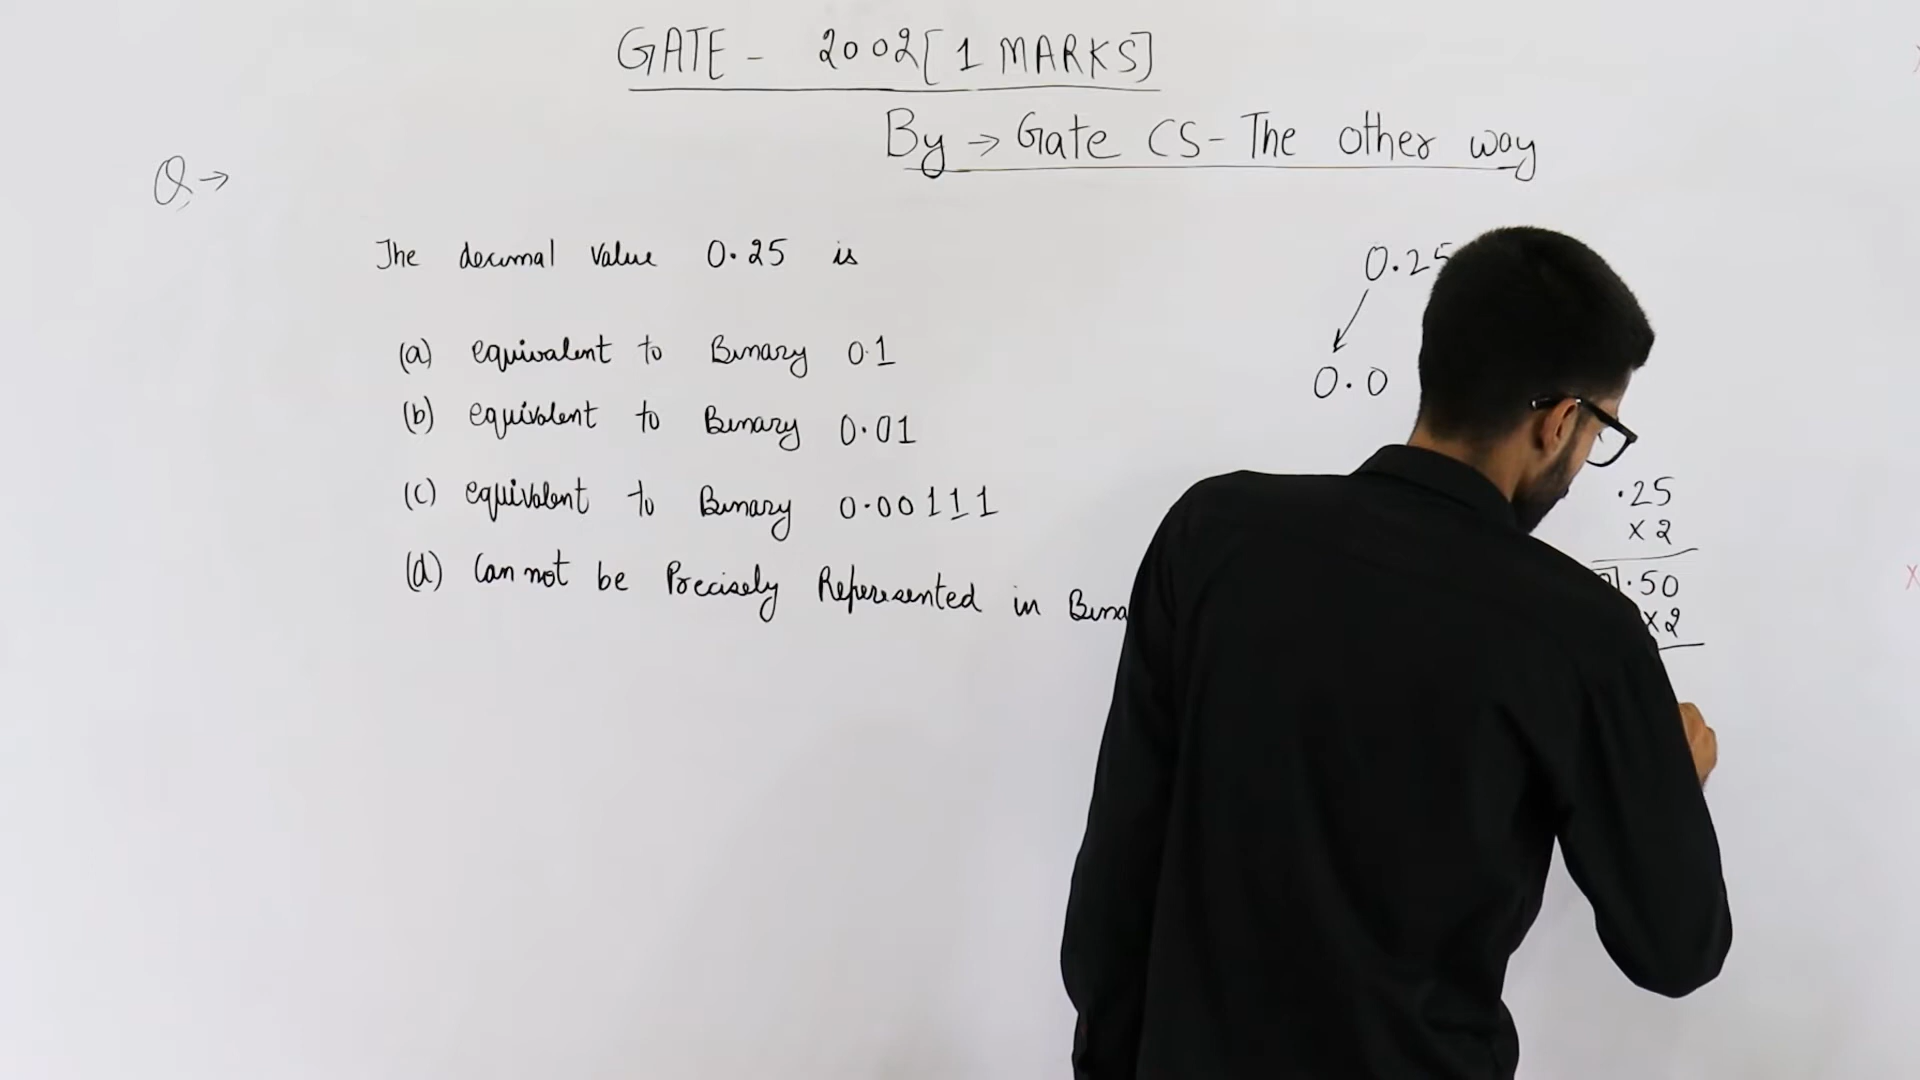 GATE - 2002 [1 MARKS]
By → Gate CS - The other way
Q →
The decimal value 0.25 is
(a) equivalent to Binary 0.1
(b) equivalent to Binary 0.01
(c) equivalent to Binary 0.00111
(d) Can not be Precisely Represented in
0.25
0.0
.25
x 2
.50
x2